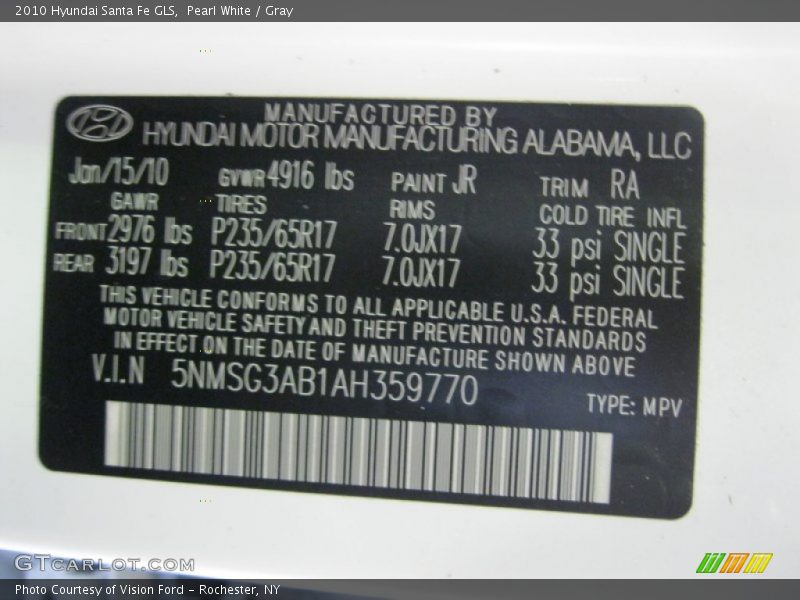 2010 Hyundai Santa Fe GLS, Pearl White / Gray
MANUFACTURED BY
HYUNDAI MOTOR MANUFACTURING ALABAMA, LLC
Jan/15/10 GVWR 4916 lbs PAINT JR TRIM RA
GAWR TIRES RIMS COLD TIRE INFL
FRONT 2976 lbs P235/65R17 7.0JX17 33 psi SINGLE
REAR 3197 lbs P235/65R17 7.0JX17 33 psi SINGLE
THIS VEHICLE CONFORMS TO ALL APPLICABLE U.S.A. FEDERAL
MOTOR VEHICLE SAFETY AND THEFT PREVENTION STANDARDS
IN EFFECT ON THE DATE OF MANUFACTURE SHOWN ABOVE
V.I.N 5NMSG3AB1AH359770
TYPE: MPV
GTCARLOT.COM
Photo Courtesy of Vision Ford - Rochester, NY